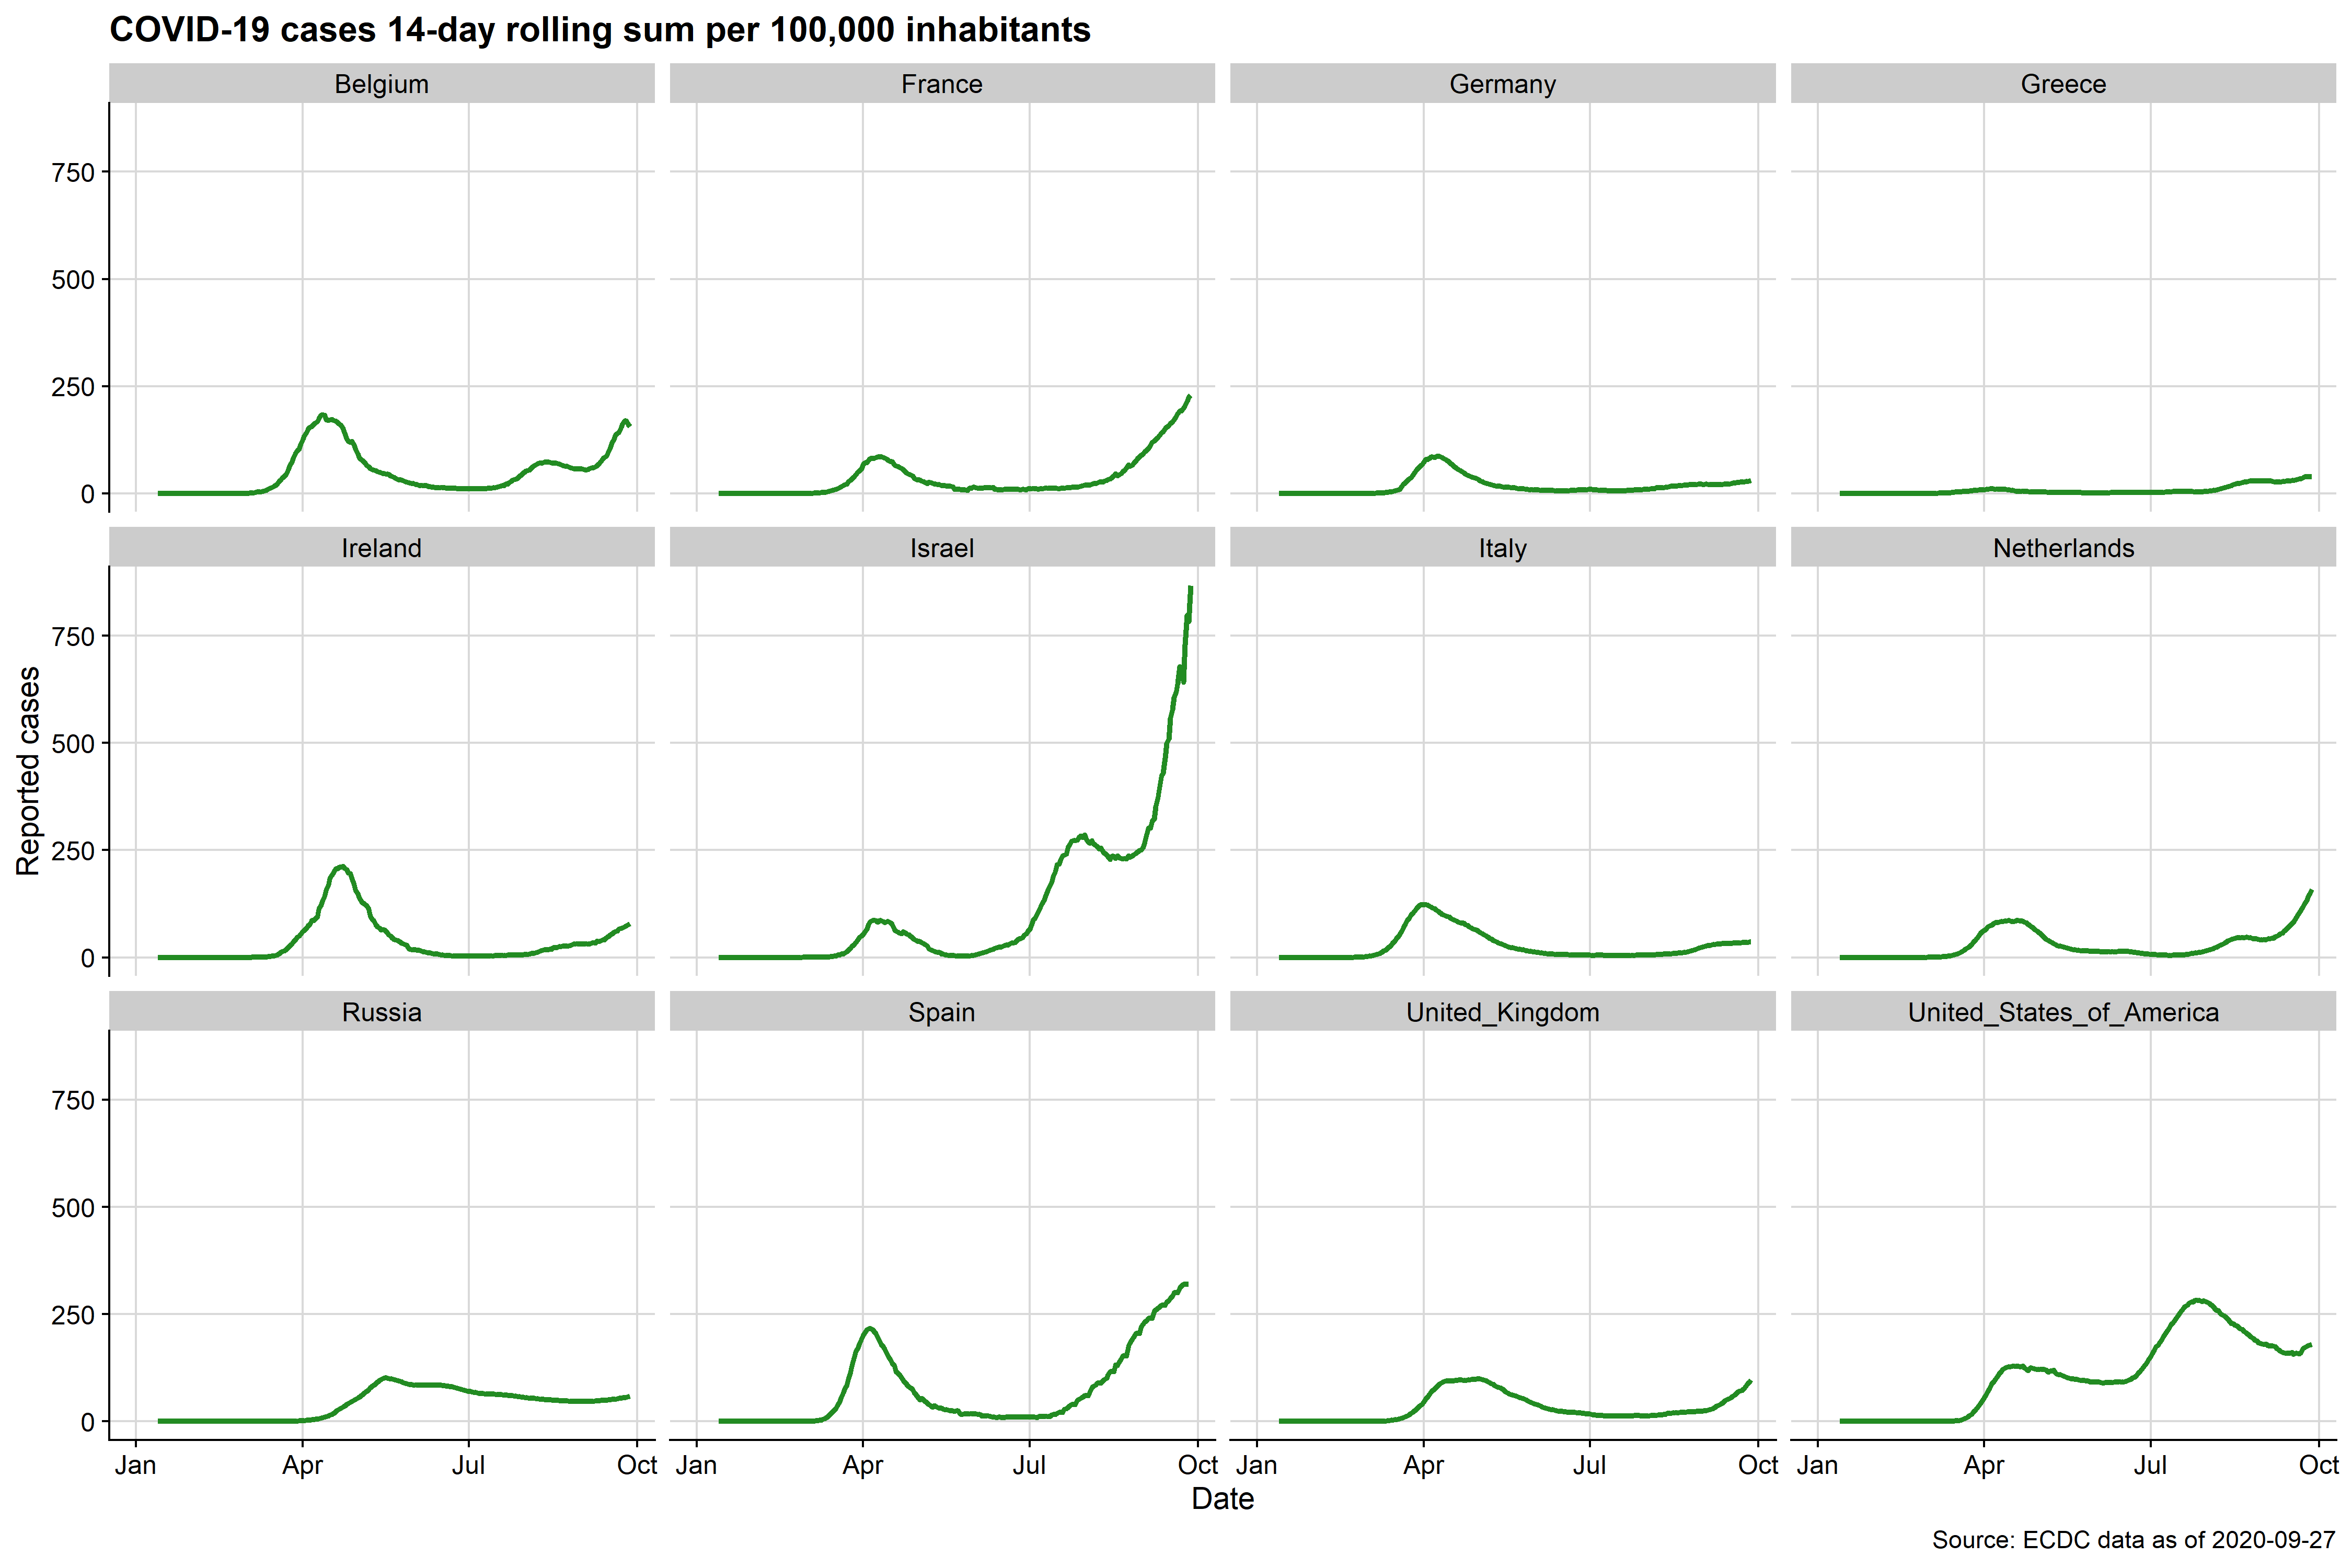 COVID-19 cases 14-day rolling sum per 100,000 inhabitants
Belgium France Germany Greece
750
500
250
0
Ireland Israel Italy Netherlands
750
500
250
0
Reported cases
Russia Spain United_Kingdom United_States_of_America
750
500
250
0
Jan Apr Jul Oct Jan Apr Jul Oct Jan Apr Jul Oct Jan Apr Jul Oct
Date
Source: ECDC data as of 2020-09-27